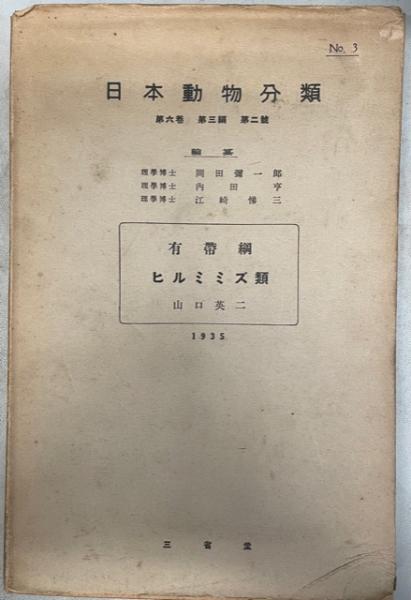 No. 3
日本動物分類
第六卷 第三編 第二號
編纂
理學博士 岡田彌一郎
理學博士 內田亨
理學博士 江崎悌三
有帶綱
ヒルミミズ類
山口英二
1935
三省堂